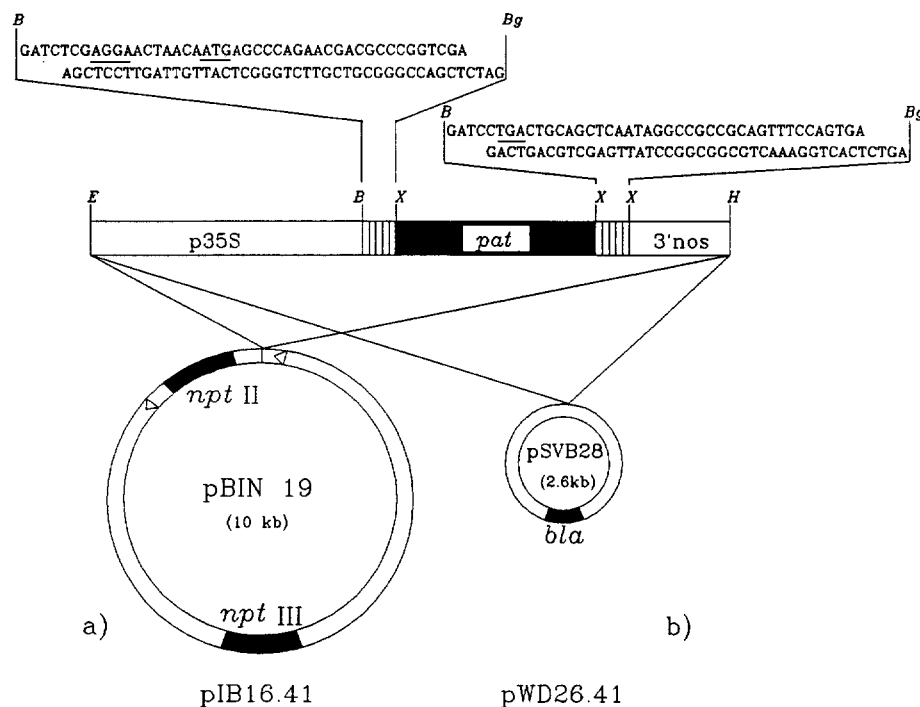 B Bg
GATCTCGAGGAACTAACAATGAGCCCAGAACGACGCCCGGTCGA
AGCTCCTTGATTGTTACTCGGGTCTTGCTGCGGGCCAGCTCTAG
B Bg
GATCCTGACTGCAGCTCAATAGGCCGCCGCAGTTTCCAGTGA
GACTGACGTCGAGTTATCCGGCGGCGTCAAAGGTCACTCTGA
E B X X X H
p35S pat 3'nos
npt II
pBIN 19
(10 kb)
npt III
pSVB28
(2.6kb)
bla
a) b)
pIB16.41 pWD26.41